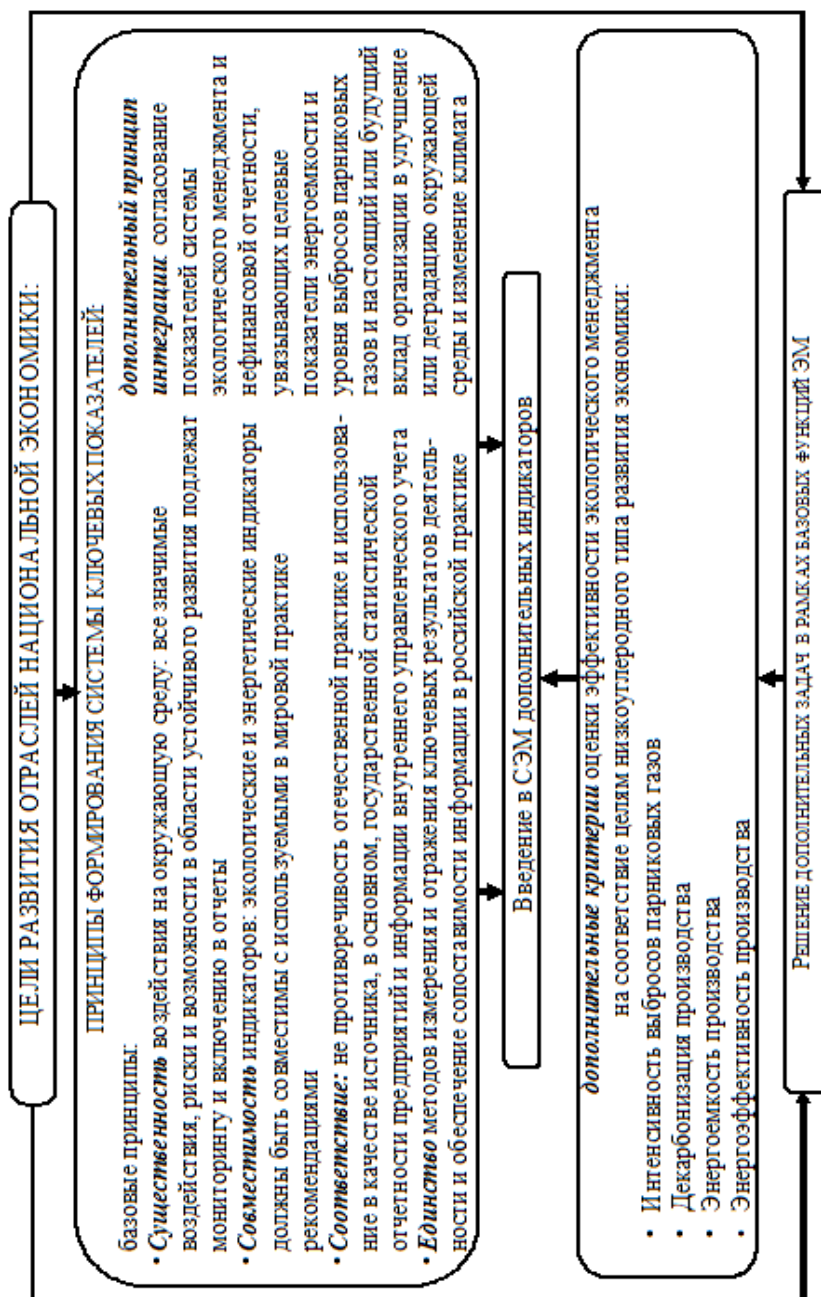 ЦЕЛИ РАЗВИТИЯ ОТРАСЛЕЙ НАЦИОНАЛЬНОЙ ЭКОНОМИКИ:
ПРИНЦИПЫ ФОРМИРОВАНИЯ СИСТЕМЫ КЛЮЧЕВЫХ ПОКАЗАТЕЛЕЙ:
базовые принципы:
• Существенность воздействия на окружающую среду: все значимые
воздействия, риски и возможности в области устойчивого развития подлежат
мониторингу и включению в отчеты
• Совместимость индикаторов: экологические и энергетические индикаторы
должны быть совместимы с используемыми в мировой практике
рекомендациями
• Соответствие: не противоречивость отечественной практике и использова-
ние в качестве источника, в основном, государственной статистической
отчетности предприятий и информации внутреннего управленческого учета
• Единство методов измерения и отражения ключевых результатов деятель-
ности и обеспечение сопоставимости информации в российской практике
дополнительный принцип
интеграции: согласование
показателей системы
экологического менеджмента и
нефинансовой отчетности,
увязывающих целевые
показатели энергоемкости и
уровня выбросов парниковых
газов и настоящий или будущий
вклад организации в улучшение
или деградацию окружающей
среды и изменение климата
Введение в СЭМ дополнительных индикаторов
дополнительные критерии оценки эффективности экологического менеджмента
на соответствие целям низкоуглеродного типа развития экономики:
• Интенсивность выбросов парниковых газов
• Декарбонизация производства
• Энергоемкость производства
• Энергоэффективность производства
РЕШЕНИЕ ДОПОЛНИТЕЛЬНЫХ ЗАДАЧ В РАМКАХ БАЗОВЫХ ФУНКЦИЙ ЭМ